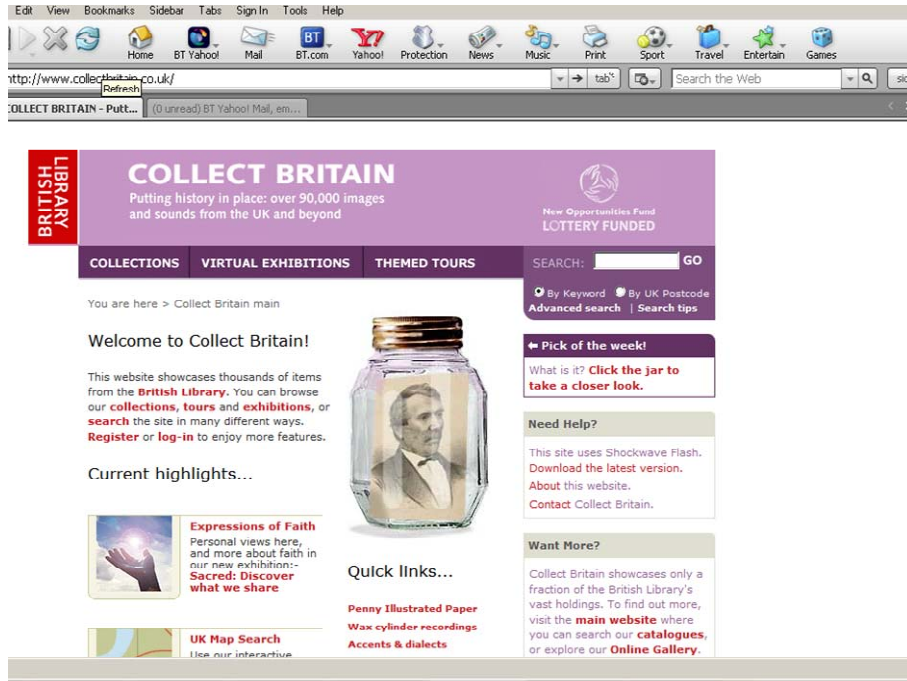 Edit View Bookmarks Sidebar Tabs Sign In Tools Help
Home BT Yahoo! Mail BT.com Yahoo! Protection News Music Print Sport Travel Entertain Games
http://www.collectbritain.co.uk/
tab+
Search the Web
Refresh
COLLECT BRITAIN - Putt...
(0 unread) BT Yahoo! Mail, em...
BRITISH
LIBRARY
COLLECT BRITAIN
Putting history in place: over 90,000 images
and sounds from the UK and beyond
New Opportunities Fund
LOTTERY FUNDED
COLLECTIONS
VIRTUAL EXHIBITIONS
THEMED TOURS
SEARCH:
GO
By Keyword By UK Postcode
Advanced search | Search tips
You are here > Collect Britain main
Welcome to Collect Britain!
This website showcases thousands of items
from the British Library. You can browse
our collections, tours and exhibitions, or
search the site in many different ways.
Register or log-in to enjoy more features.
Current highlights...
Expressions of Faith
Personal views here,
and more about faith in
our new exhibition:-
Sacred: Discover
what we share
UK Map Search
Use our interactive
Quick links...
Penny Illustrated Paper
Wax cylinder recordings
Accents & dialects
Pick of the week!
What is it? Click the jar to
take a closer look.
Need Help?
This site uses Shockwave Flash.
Download the latest version.
About this website.
Contact Collect Britain.
Want More?
Collect Britain showcases only a
fraction of the British Library's
vast holdings. To find out more,
visit the main website where
you can search our catalogues,
or explore our Online Gallery.